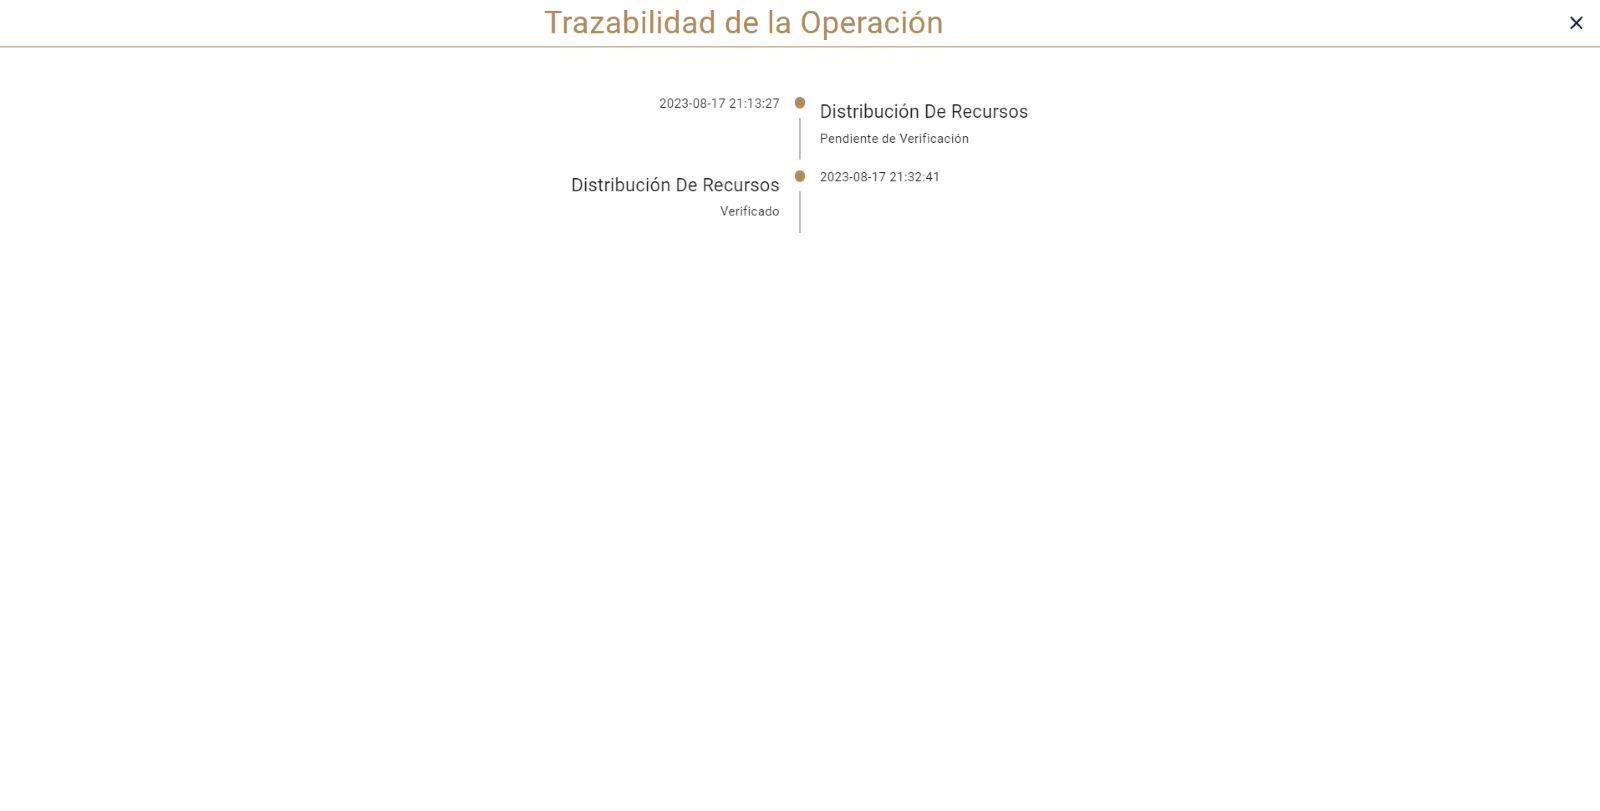 Trazabilidad de la Operación
2023-08-17 21:13:27
Distribución De Recursos
Pendiente de Verificación
2023-08-17 21:32:41
Distribución De Recursos
Verificado